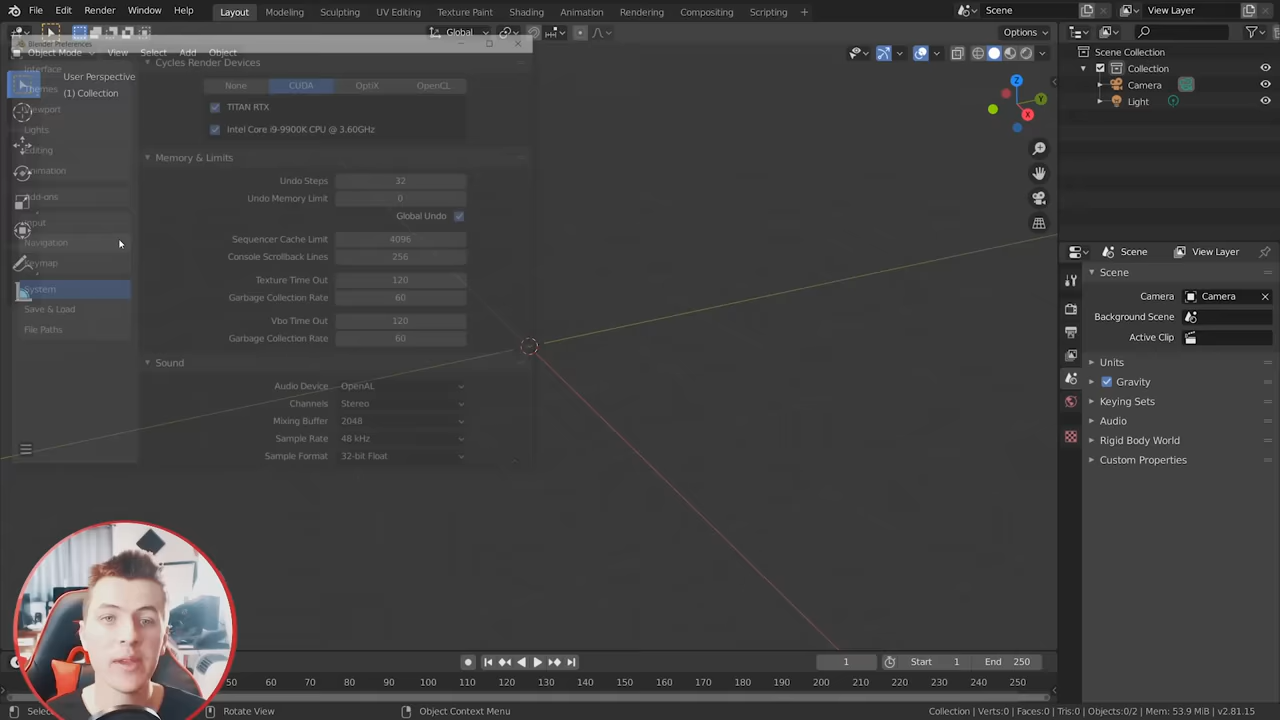 File Edit Render Window Help
Layout Modeling Sculpting UV Editing Texture Paint Shading Animation Rendering Compositing Scripting +
Scene
View Layer
Global
Options
Blender Preferences
Object Mode View Select Add Object
User Perspective
(1) Collection
Interface
Themes
Viewport
Lights
Editing
Animation
Add-ons
Input
Navigation
Keymap
System
Save & Load
File Paths
Cycles Render Devices
None CUDA OptiX OpenCL
TITAN RTX
Intel Core i9-9900K CPU @ 3.60GHz
Memory & Limits
Undo Steps 32
Undo Memory Limit 0
Global Undo
Sequencer Cache Limit 4096
Console Scrollback Lines 256
Texture Time Out 120
Garbage Collection Rate 60
Vbo Time Out 120
Garbage Collection Rate 60
Sound
Audio Device OpenAL
Channels Stereo
Mixing Buffer 2048
Sample Rate 48 kHz
Sample Format 32-bit Float
Z
Y
X
Scene Collection
Collection
Camera
Light
Scene View Layer
Scene
Camera Camera
Background Scene
Active Clip
Units
Gravity
Keying Sets
Audio
Rigid Body World
Custom Properties
1 Start 1 End 250
50 60 70 80 90 100 110 120 130 140 150 160 170 180 190 200 210 220 230 240 250
Rotate View
Object Context Menu
Collection | Verts:0 | Faces:0 | Tris:0 | Objects:0/2 | Mem: 53.9 MiB | v2.81.15